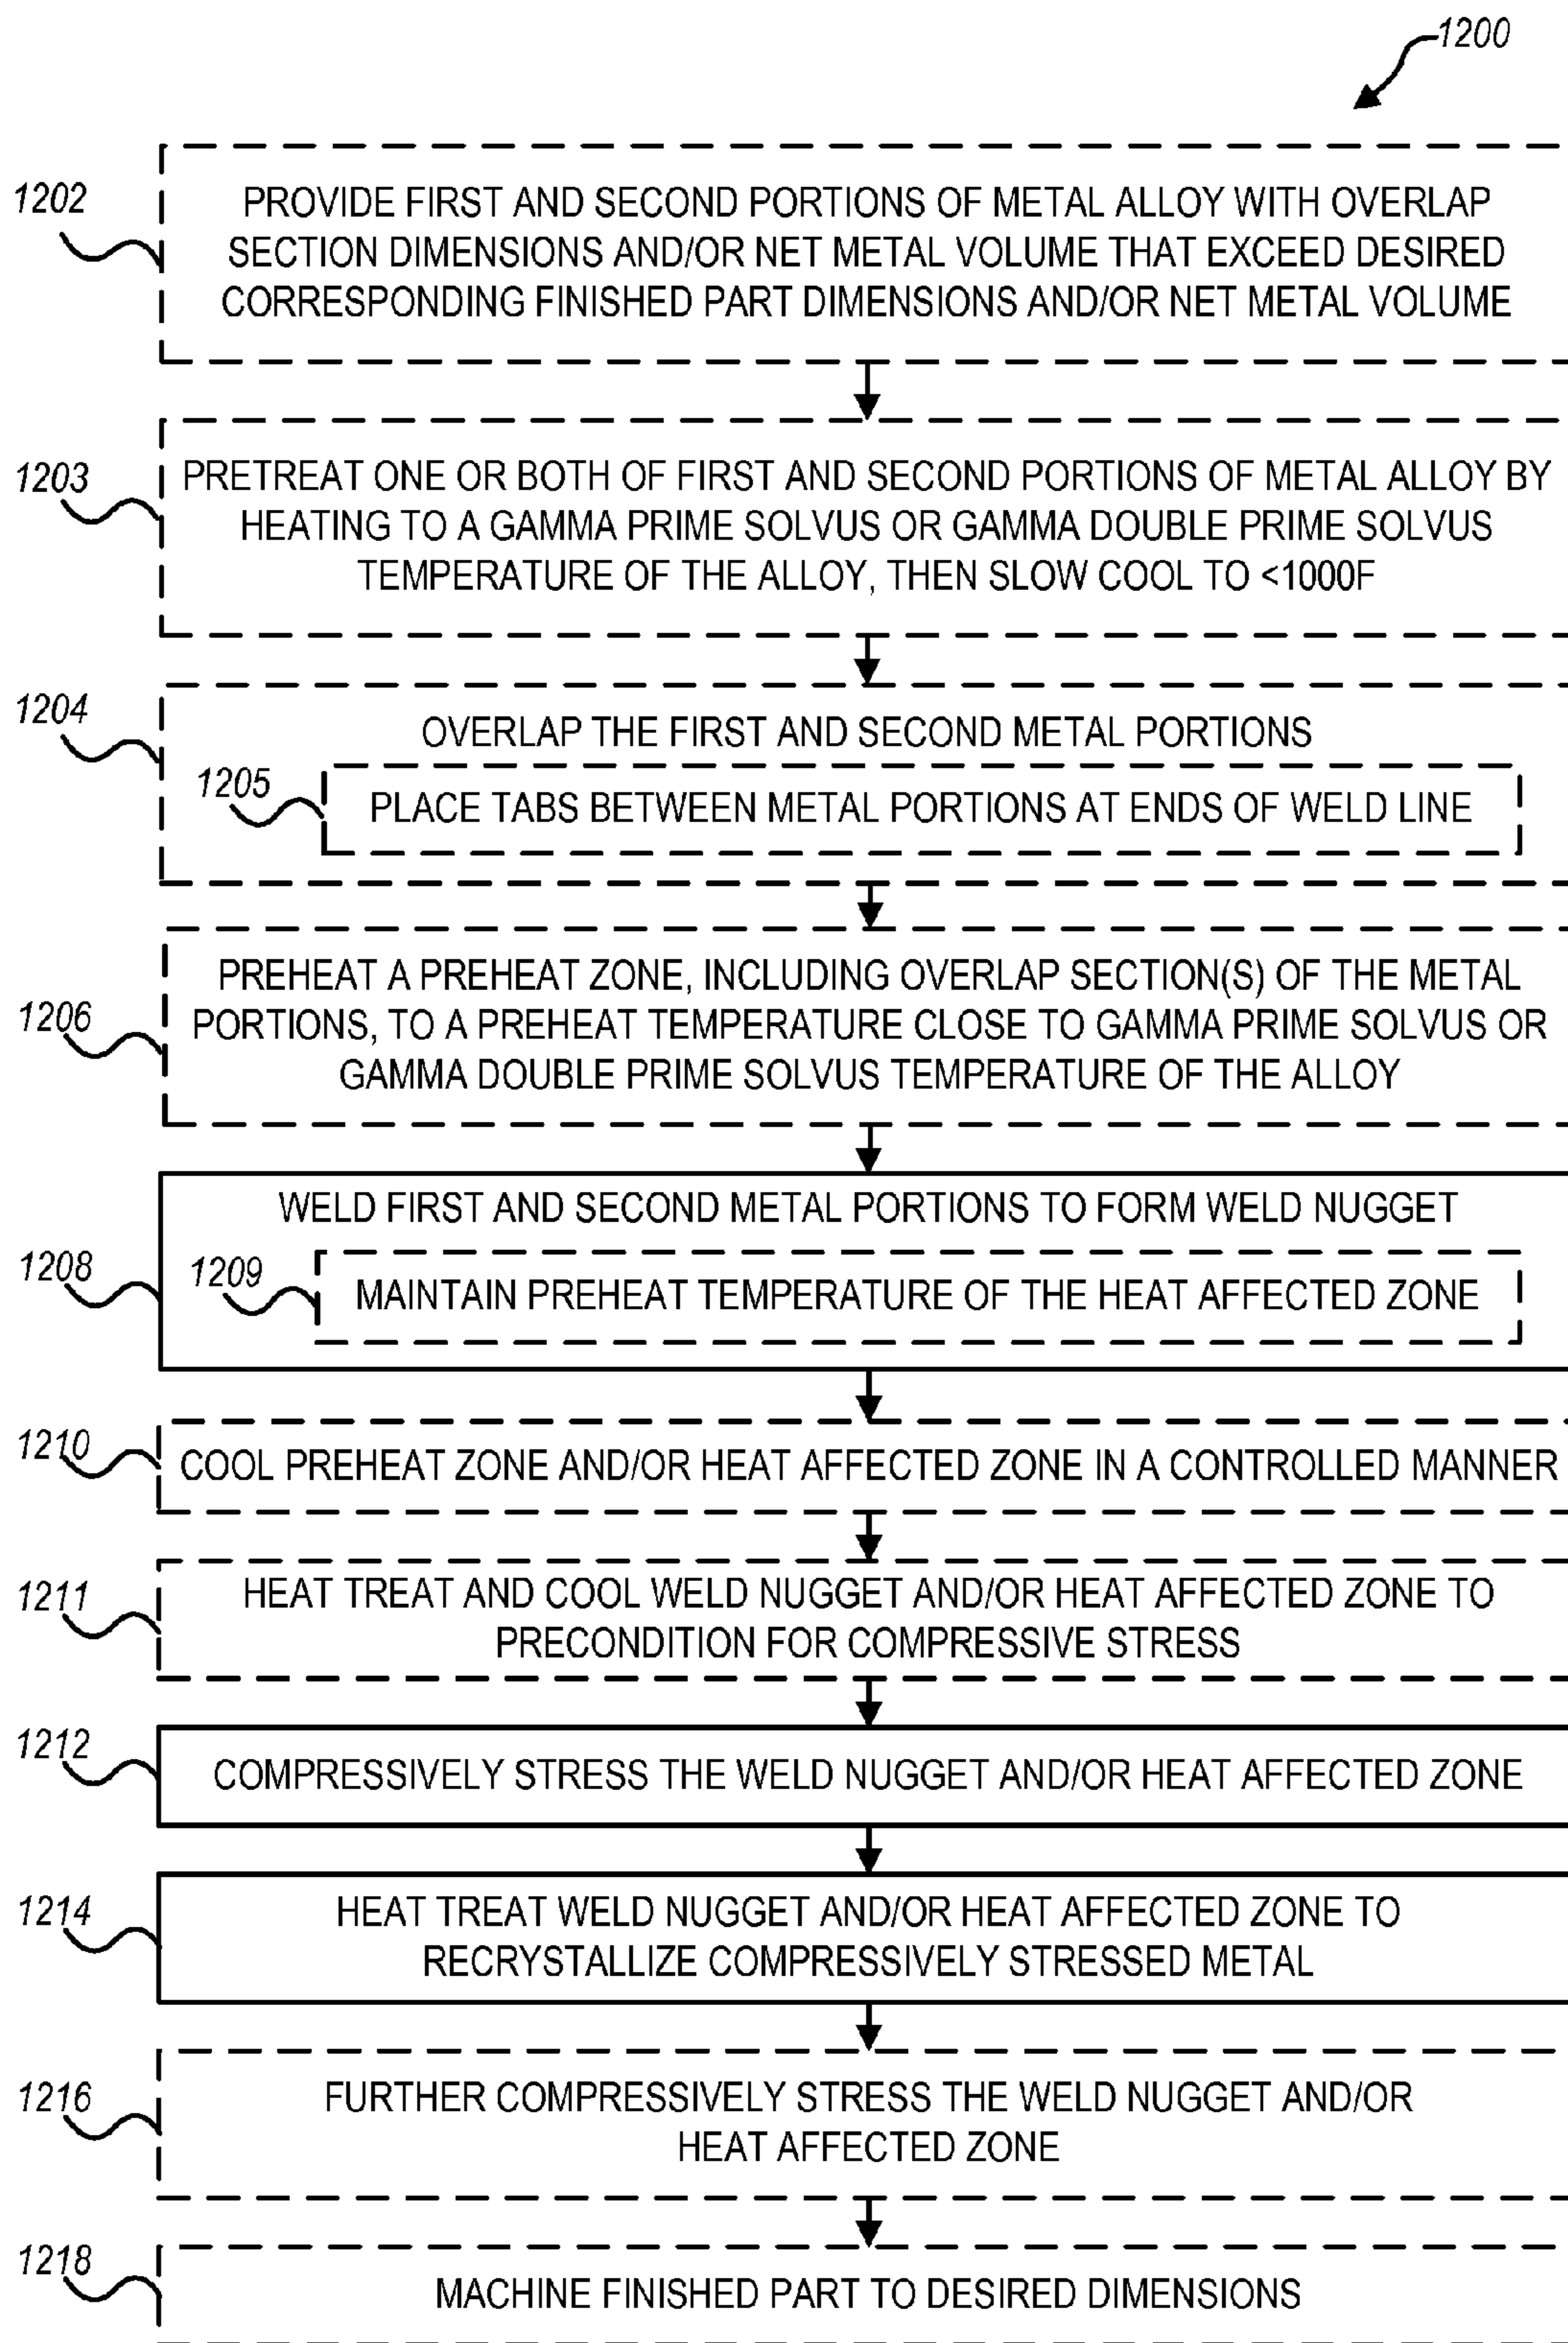 1200
1202
PROVIDE FIRST AND SECOND PORTIONS OF METAL ALLOY WITH OVERLAP
SECTION DIMENSIONS AND/OR NET METAL VOLUME THAT EXCEED DESIRED
CORRESPONDING FINISHED PART DIMENSIONS AND/OR NET METAL VOLUME
1203
PRETREAT ONE OR BOTH OF FIRST AND SECOND PORTIONS OF METAL ALLOY BY
HEATING TO A GAMMA PRIME SOLVUS OR GAMMA DOUBLE PRIME SOLVUS
TEMPERATURE OF THE ALLOY, THEN SLOW COOL TO <1000F
1204
OVERLAP THE FIRST AND SECOND METAL PORTIONS
1205
PLACE TABS BETWEEN METAL PORTIONS AT ENDS OF WELD LINE
1206
PREHEAT A PREHEAT ZONE, INCLUDING OVERLAP SECTION(S) OF THE METAL
PORTIONS, TO A PREHEAT TEMPERATURE CLOSE TO GAMMA PRIME SOLVUS OR
GAMMA DOUBLE PRIME SOLVUS TEMPERATURE OF THE ALLOY
1208
WELD FIRST AND SECOND METAL PORTIONS TO FORM WELD NUGGET
1209
MAINTAIN PREHEAT TEMPERATURE OF THE HEAT AFFECTED ZONE
1210
COOL PREHEAT ZONE AND/OR HEAT AFFECTED ZONE IN A CONTROLLED MANNER
1211
HEAT TREAT AND COOL WELD NUGGET AND/OR HEAT AFFECTED ZONE TO
PRECONDITION FOR COMPRESSIVE STRESS
1212
COMPRESSIVELY STRESS THE WELD NUGGET AND/OR HEAT AFFECTED ZONE
1214
HEAT TREAT WELD NUGGET AND/OR HEAT AFFECTED ZONE TO
RECRYSTALLIZE COMPRESSIVELY STRESSED METAL
1216
FURTHER COMPRESSIVELY STRESS THE WELD NUGGET AND/OR
HEAT AFFECTED ZONE
1218
MACHINE FINISHED PART TO DESIRED DIMENSIONS